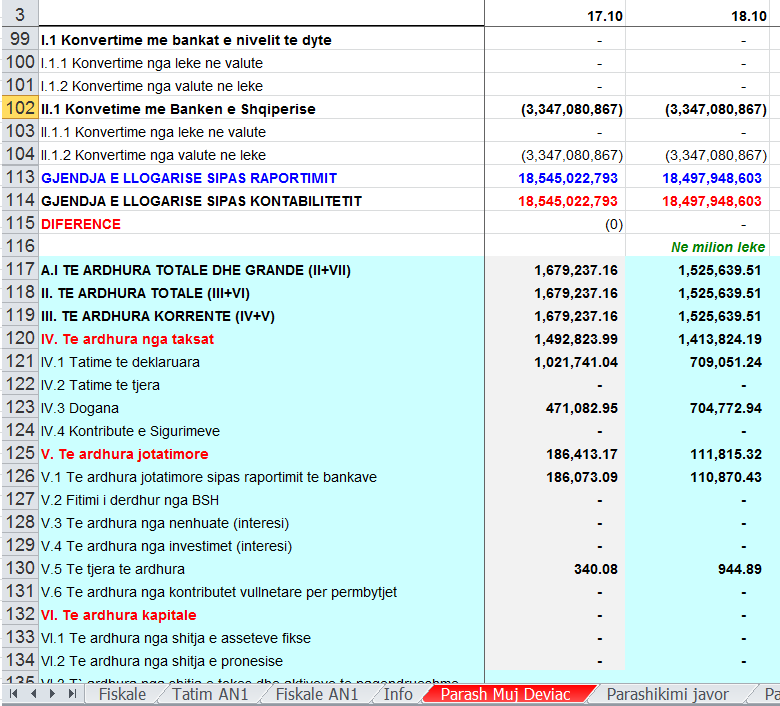 3 17.10 18.10
99 I.1 Konvertime me bankat e nivelit te dyte - -
100 I.1.1 Konvertime nga leke ne valute - -
101 I.1.2 Konvertime nga valute ne leke - -
102 II.1 Konvetime me Banken e Shqiperise (3,347,080,867) (3,347,080,867)
103 II.1.1 Konvertime nga leke ne valute - -
104 II.1.2 Konvertime nga valute ne leke (3,347,080,867) (3,347,080,867)
113 GJENDJA E LLOGARISE SIPAS RAPORTIMIT 18,545,022,793 18,497,948,603
114 GJENDJA E LLOGARISE SIPAS KONTABILITETIT 18,545,022,793 18,497,948,603
115 DIFERENCE (0) -
116 Ne milion leke
117 A.I TE ARDHURA TOTALE DHE GRANDE (II+VII) 1,679,237.16 1,525,639.51
118 II. TE ARDHURA TOTALE (III+VI) 1,679,237.16 1,525,639.51
119 III. TE ARDHURA KORRENTE (IV+V) 1,679,237.16 1,525,639.51
120 IV. Te ardhura nga taksat 1,492,823.99 1,413,824.19
121 IV.1 Tatime te deklaruara 1,021,741.04 709,051.24
122 IV.2 Tatime te tjera - -
123 IV.3 Dogana 471,082.95 704,772.94
124 IV.4 Kontribute e Sigurimeve - -
125 V. Te ardhura jotatimore 186,413.17 111,815.32
126 V.1 Te ardhura jotatimore sipas raportimit te bankave 186,073.09 110,870.43
127 V.2 Fitimi i derdhur nga BSH - -
128 V.3 Te ardhura nga nenhuate (interesi) - -
129 V.4 Te ardhura nga investimet (interesi) - -
130 V.5 Te tjera te ardhura 340.08 944.89
131 V.6 Te ardhura nga kontributet vullnetare per permbytjet - -
132 VI. Te ardhura kapitale - -
133 VI.1 Te ardhura nga shitja e asseteve fikse - -
134 VI.2 Te ardhura nga shitja e pronesise - -
135
Fiskale Tatim AN1 Fiskale AN1 Info Parash Muj Deviac Parashikimi javor Pa